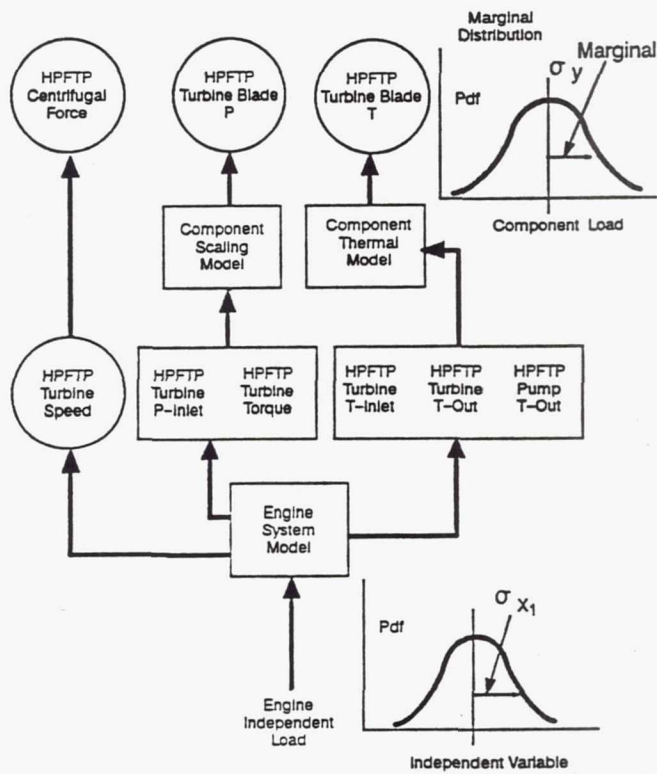 Marginal
Distribution
σ y
Marginal
Pdf
Component Load
HPFTP
Centrifugal
Force
HPFTP
Turbine Blade
P
HPFTP
Turbine Blade
T
Component
Scaling
Model
Component
Thermal
Model
HPFTP
Turbine
Speed
HPFTP
Turbine
P-Inlet
HPFTP
Turbine
Torque
HPFTP
Turbine
T-Inlet
HPFTP
Turbine
T-Out
HPFTP
Pump
T-Out
Engine
System
Model
Engine
Independent
Load
Pdf
σ X₁
Independent Variable